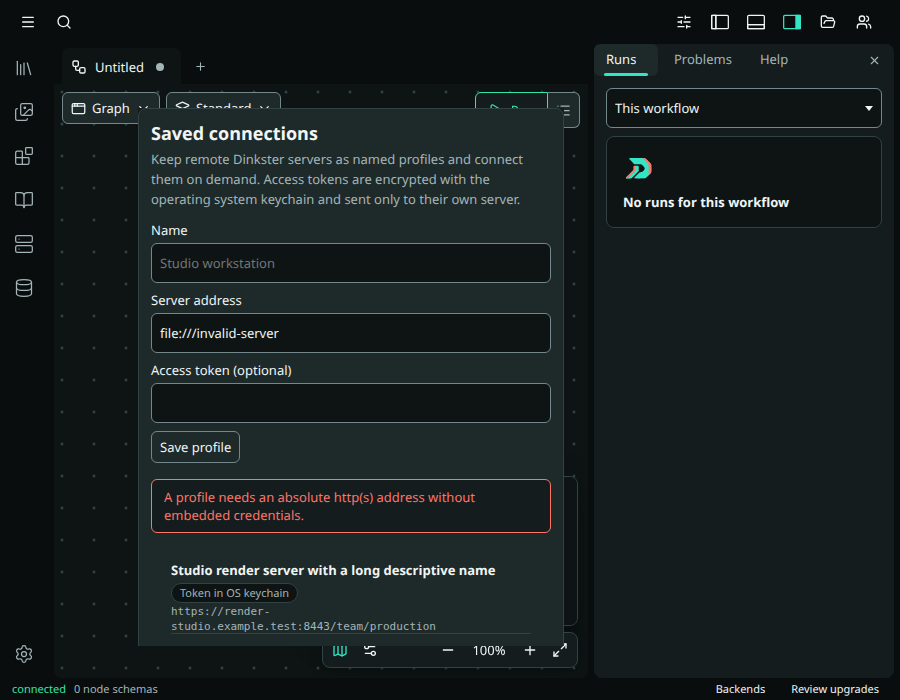 Untitled
Runs
Problems
Help
Graph
Standard
This workflow
No runs for this workflow
Saved connections
Keep remote Dinkster servers as named profiles and connect
them on demand. Access tokens are encrypted with the
operating system keychain and sent only to their own server.
Name
Studio workstation
Server address
file:///invalid-server
Access token (optional)
Save profile
A profile needs an absolute http(s) address without
embedded credentials.
Studio render server with a long descriptive name
Token in OS keychain
https://render-
studio.example.test:8443/team/production
100%
connected
0 node schemas
Backends
Review upgrades